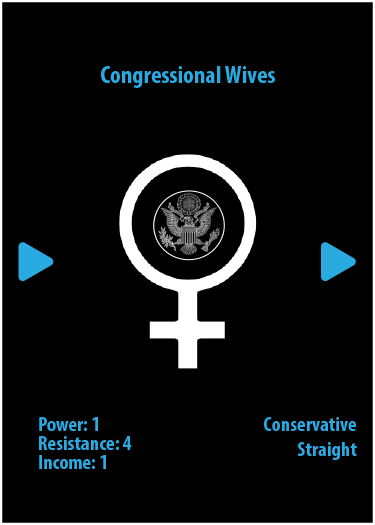 Congressional Wives
Power: 1
Resistance: 4
Income: 1
Conservative
Straight